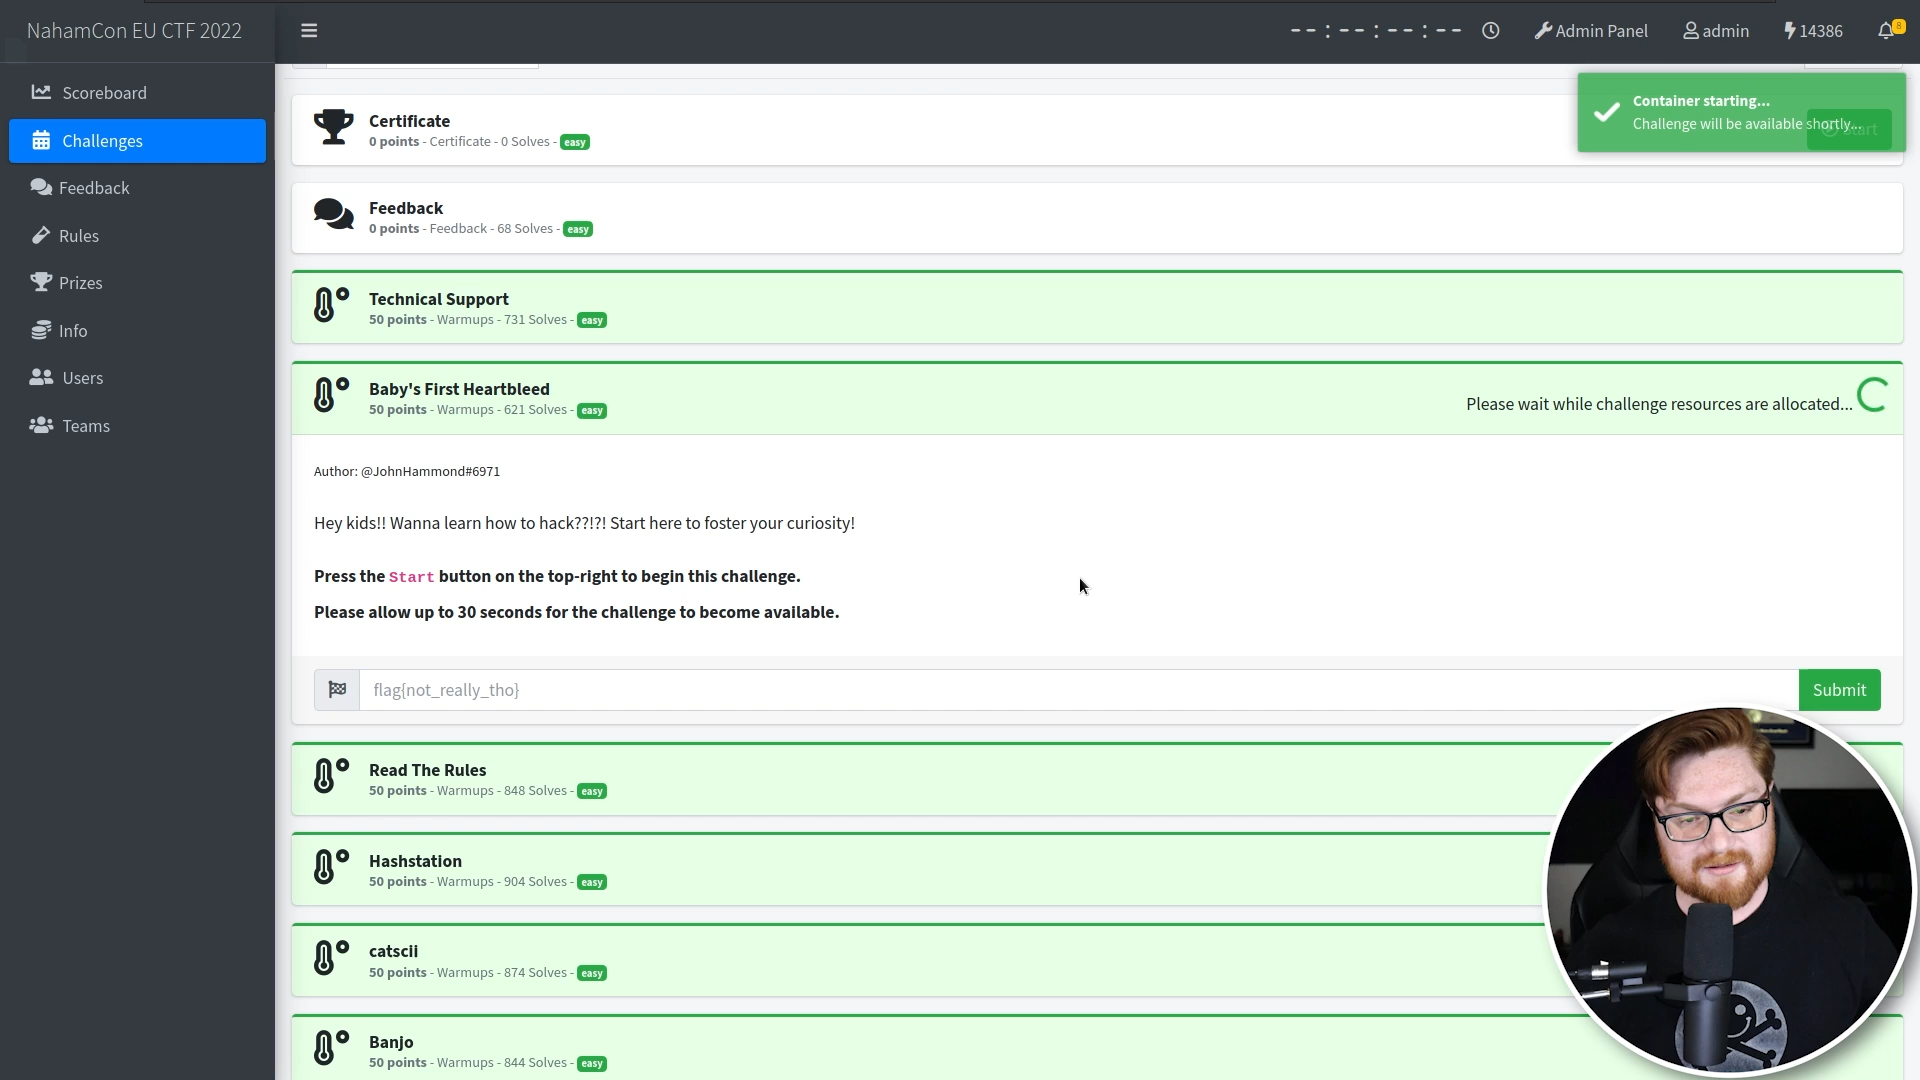 NahamCon EU CTF 2022
-- : -- : -- : --
Admin Panel
admin
14386
8
Scoreboard
Challenges
Feedback
Rules
Prizes
Info
Users
Teams
Container starting...
Challenge will be available shortly...
Certificate
0 points - Certificate - 0 Solves - easy
Feedback
0 points - Feedback - 68 Solves - easy
Technical Support
50 points - Warmups - 731 Solves - easy
Baby's First Heartbleed
50 points - Warmups - 621 Solves - easy
Please wait while challenge resources are allocated...
Author: @JohnHammond#6971
Hey kids!! Wanna learn how to hack??!?! Start here to foster your curiosity!
Press the Start button on the top-right to begin this challenge.
Please allow up to 30 seconds for the challenge to become available.
flag{not_really_tho}
Submit
Read The Rules
50 points - Warmups - 848 Solves - easy
Hashstation
50 points - Warmups - 904 Solves - easy
catscii
50 points - Warmups - 874 Solves - easy
Banjo
50 points - Warmups - 844 Solves - easy